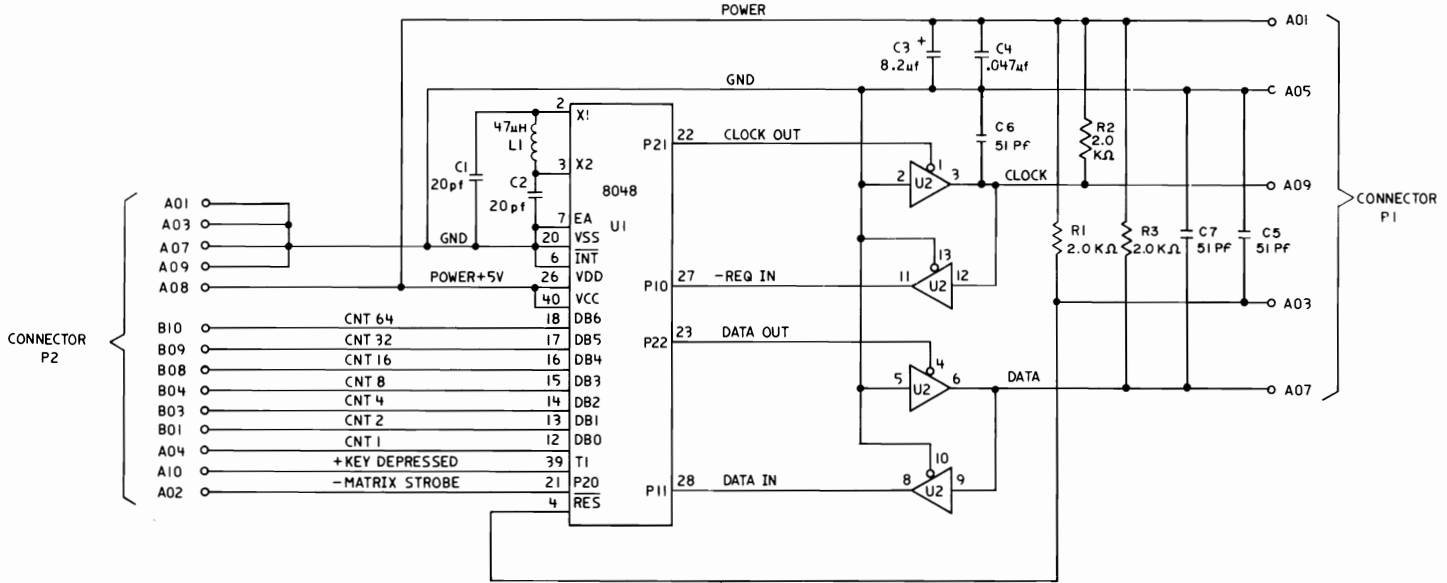 POWER
A01
C3 +
8.2µf
C4
.047µf
GND
A05
2
X1
47µH
L1
C1
20pf
3
X2
C2
20pf
P21
22
CLOCK OUT
C6
51 Pf
R2
2.0
KΩ
1
2
U2
3
CLOCK
A09
8048
U1
7
EA
20
VSS
6
INT
26
VDD
40
VCC
A01
A03
A07
GND
A09
A08
POWER+5V
CONNECTOR
P1
R1
2.0 KΩ
R3
2.0 KΩ
C7
51 Pf
C5
51 Pf
P10
27
-REQ IN
11
13
U2
12
A03
CONNECTOR
P2
B10
CNT 64
18
DB6
B09
CNT 32
17
DB5
B08
CNT 16
16
DB4
B04
CNT 8
15
DB3
B03
CNT 4
14
DB2
B01
CNT 2
13
DB1
A04
CNT 1
12
DB0
A10
+KEY DEPRESSED
39
T1
A02
-MATRIX STROBE
21
P20
4
RES
P22
23
DATA OUT
4
5
U2
6
DATA
A07
P11
28
DATA IN
8
10
U2
9